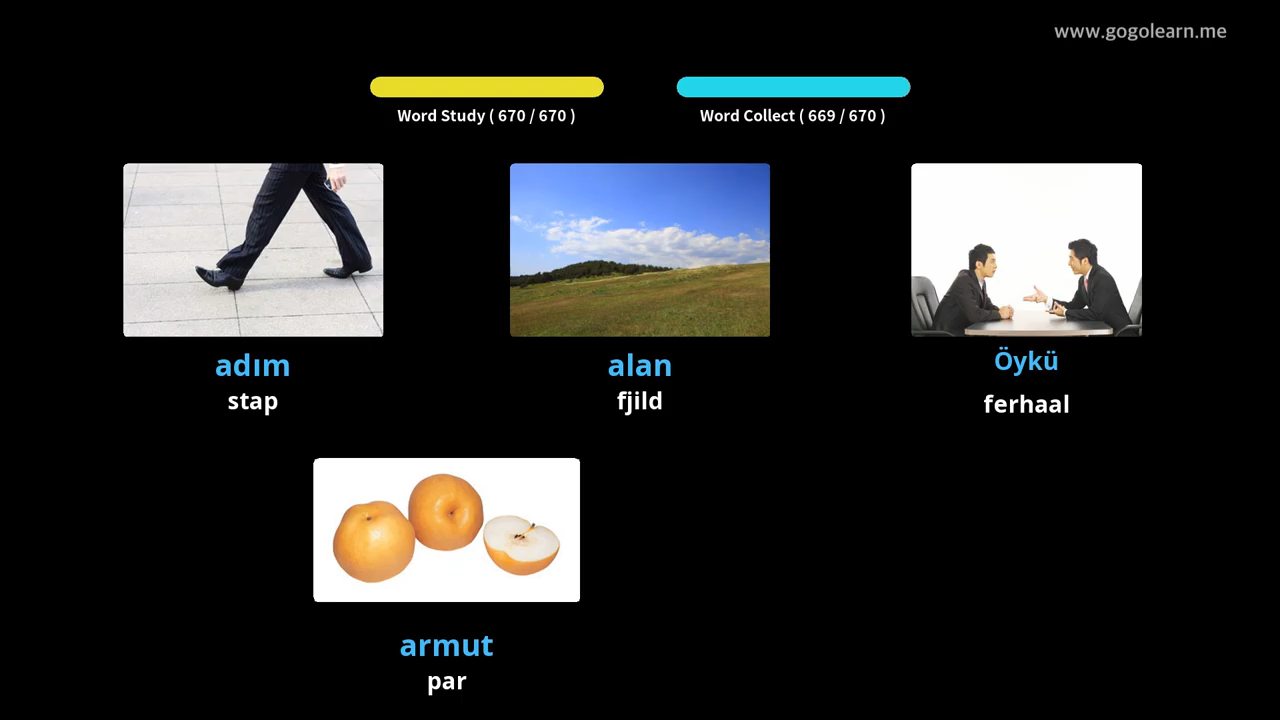 www.gogolearn.me
Word Study ( 670 / 670 )
Word Collect ( 669 / 670 )
adım
stap
alan
fjild
Öykü
ferhaal
armut
par